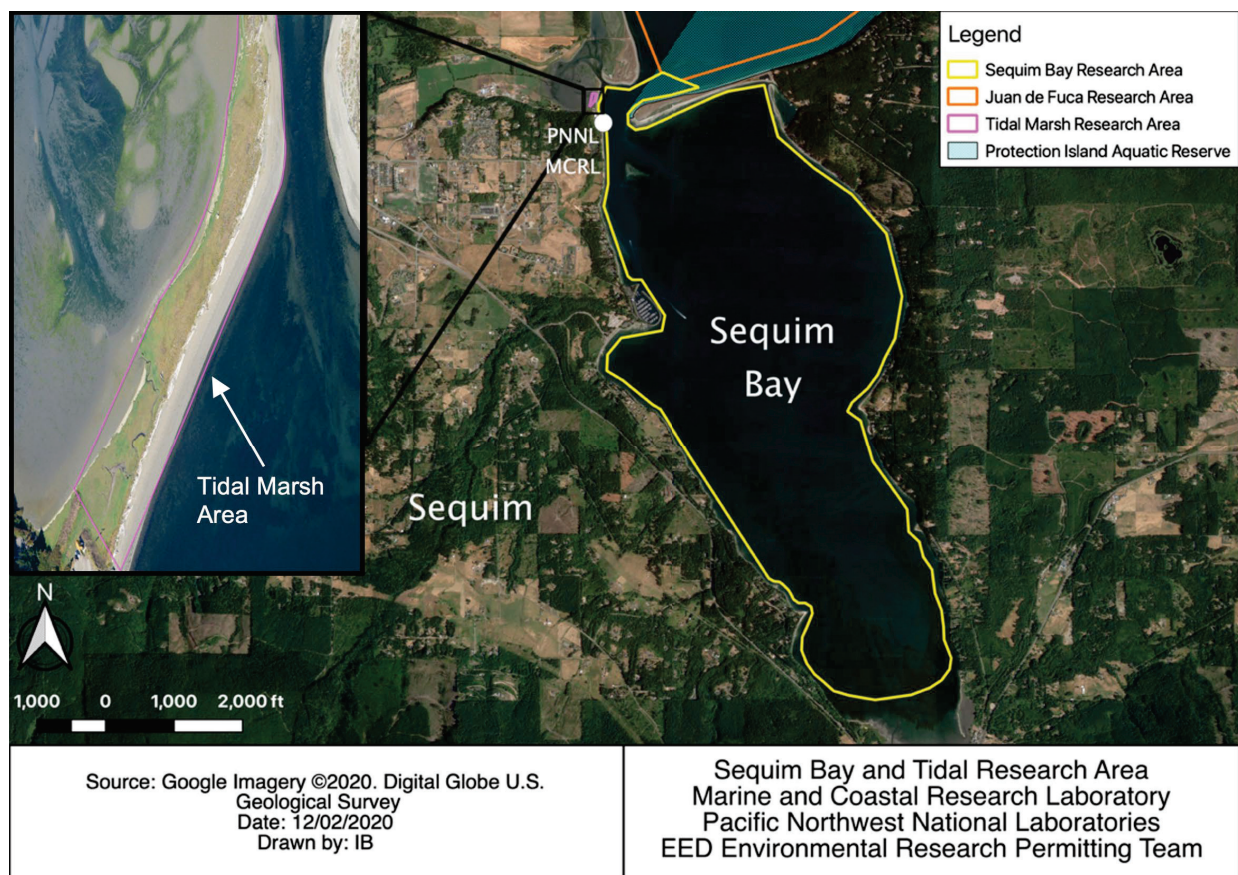 Legend
Sequim Bay Research Area
Juan de Fuca Research Area
Tidal Marsh Research Area
Protection Island Aquatic Reserve
PNNL
MCRL
Sequim
Bay
Tidal Marsh
Area
Sequim
N
1,000 0 1,000 2,000 ft
Source: Google Imagery ©2020. Digital Globe U.S.
Geological Survey
Date: 12/02/2020
Drawn by: IB
Sequim Bay and Tidal Research Area
Marine and Coastal Research Laboratory
Pacific Northwest National Laboratories
EED Environmental Research Permitting Team